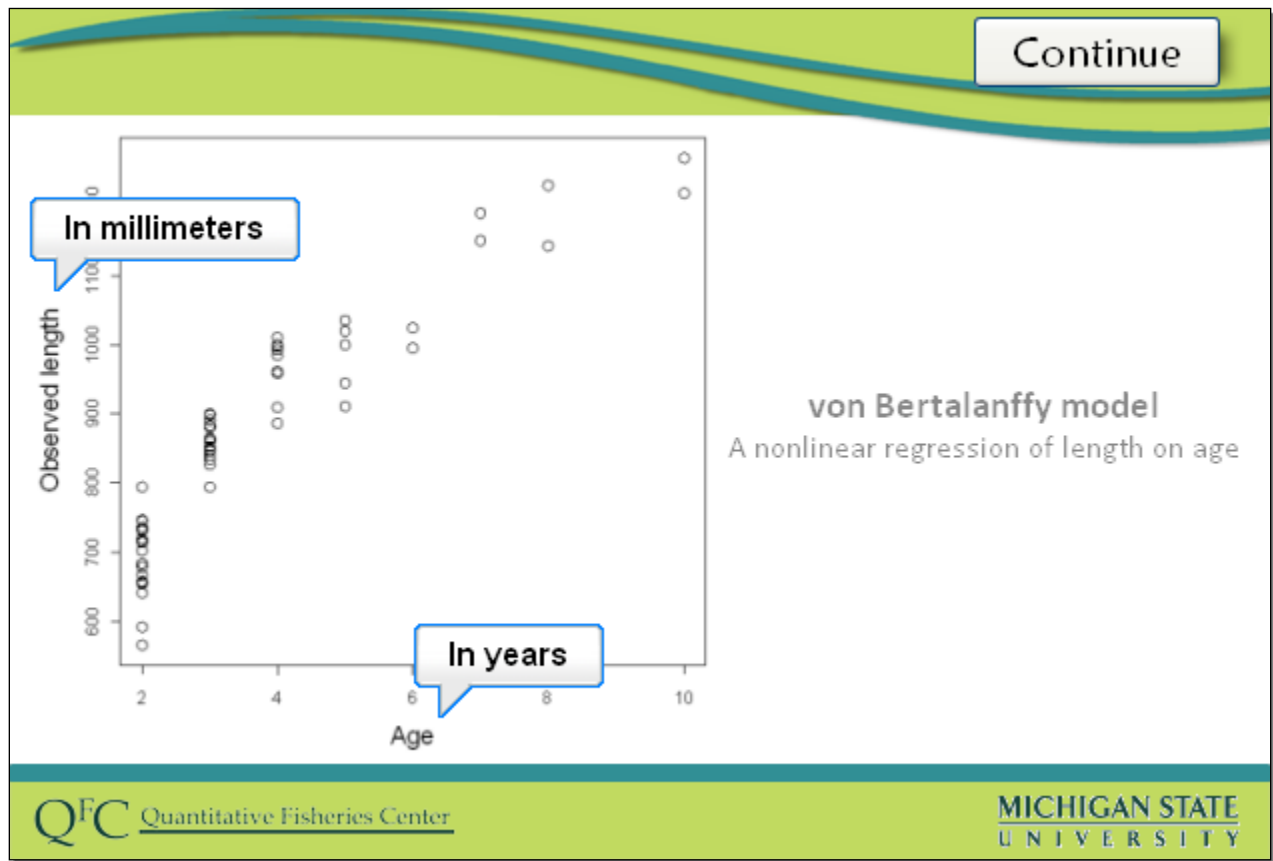 Continue
In millimeters
1100
1000
900
800
700
600
Observed length
In years
2
4
6
8
10
Age
von Bertalanffy model
A nonlinear regression of length on age
QFC Quantitative Fisheries Center
MICHIGAN STATE
UNIVERSITY